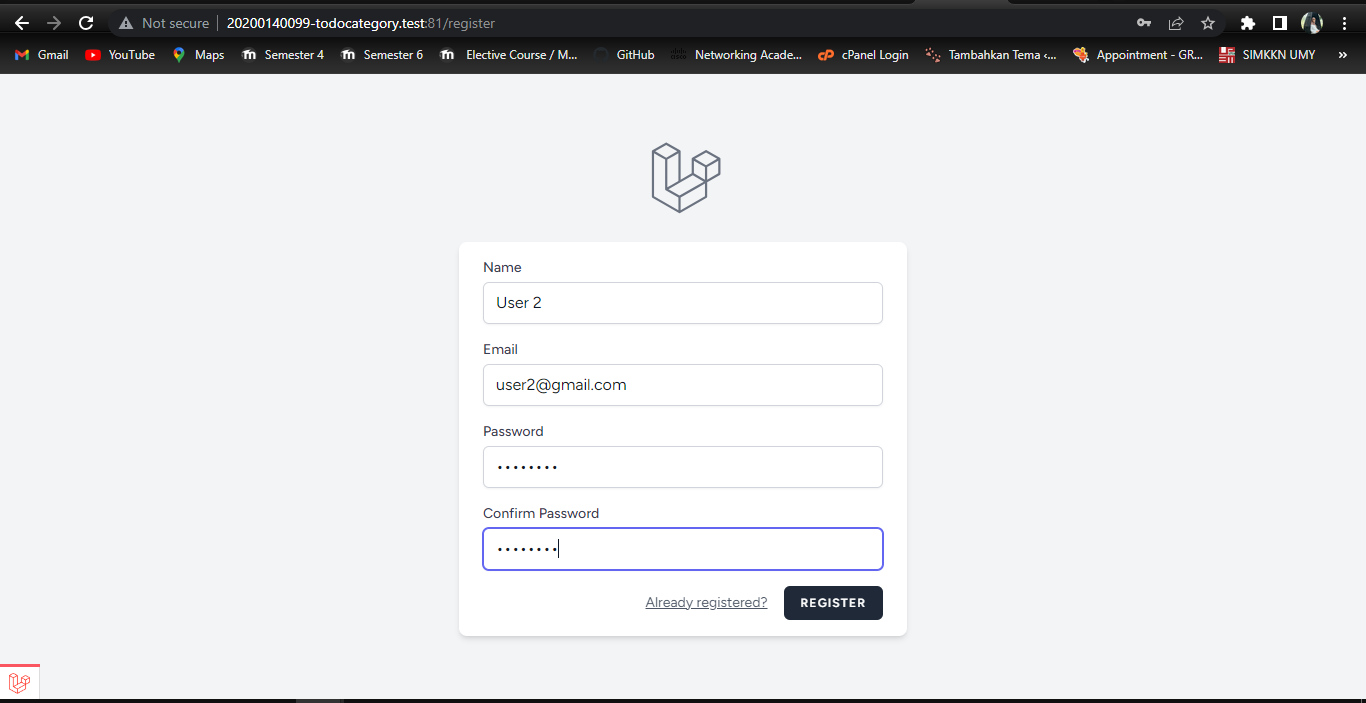 Not secure 20200140099-todocategory.test:81/register
Gmail YouTube Maps Semester 4 Semester 6 Elective Course / M... GitHub Networking Acade... cPanel Login Tambahkan Tema ‹... Appointment - GR... SIMKKN UMY »
Name
User 2
Email
user2@gmail.com
Password
••••••••
Confirm Password
••••••••
Already registered? REGISTER